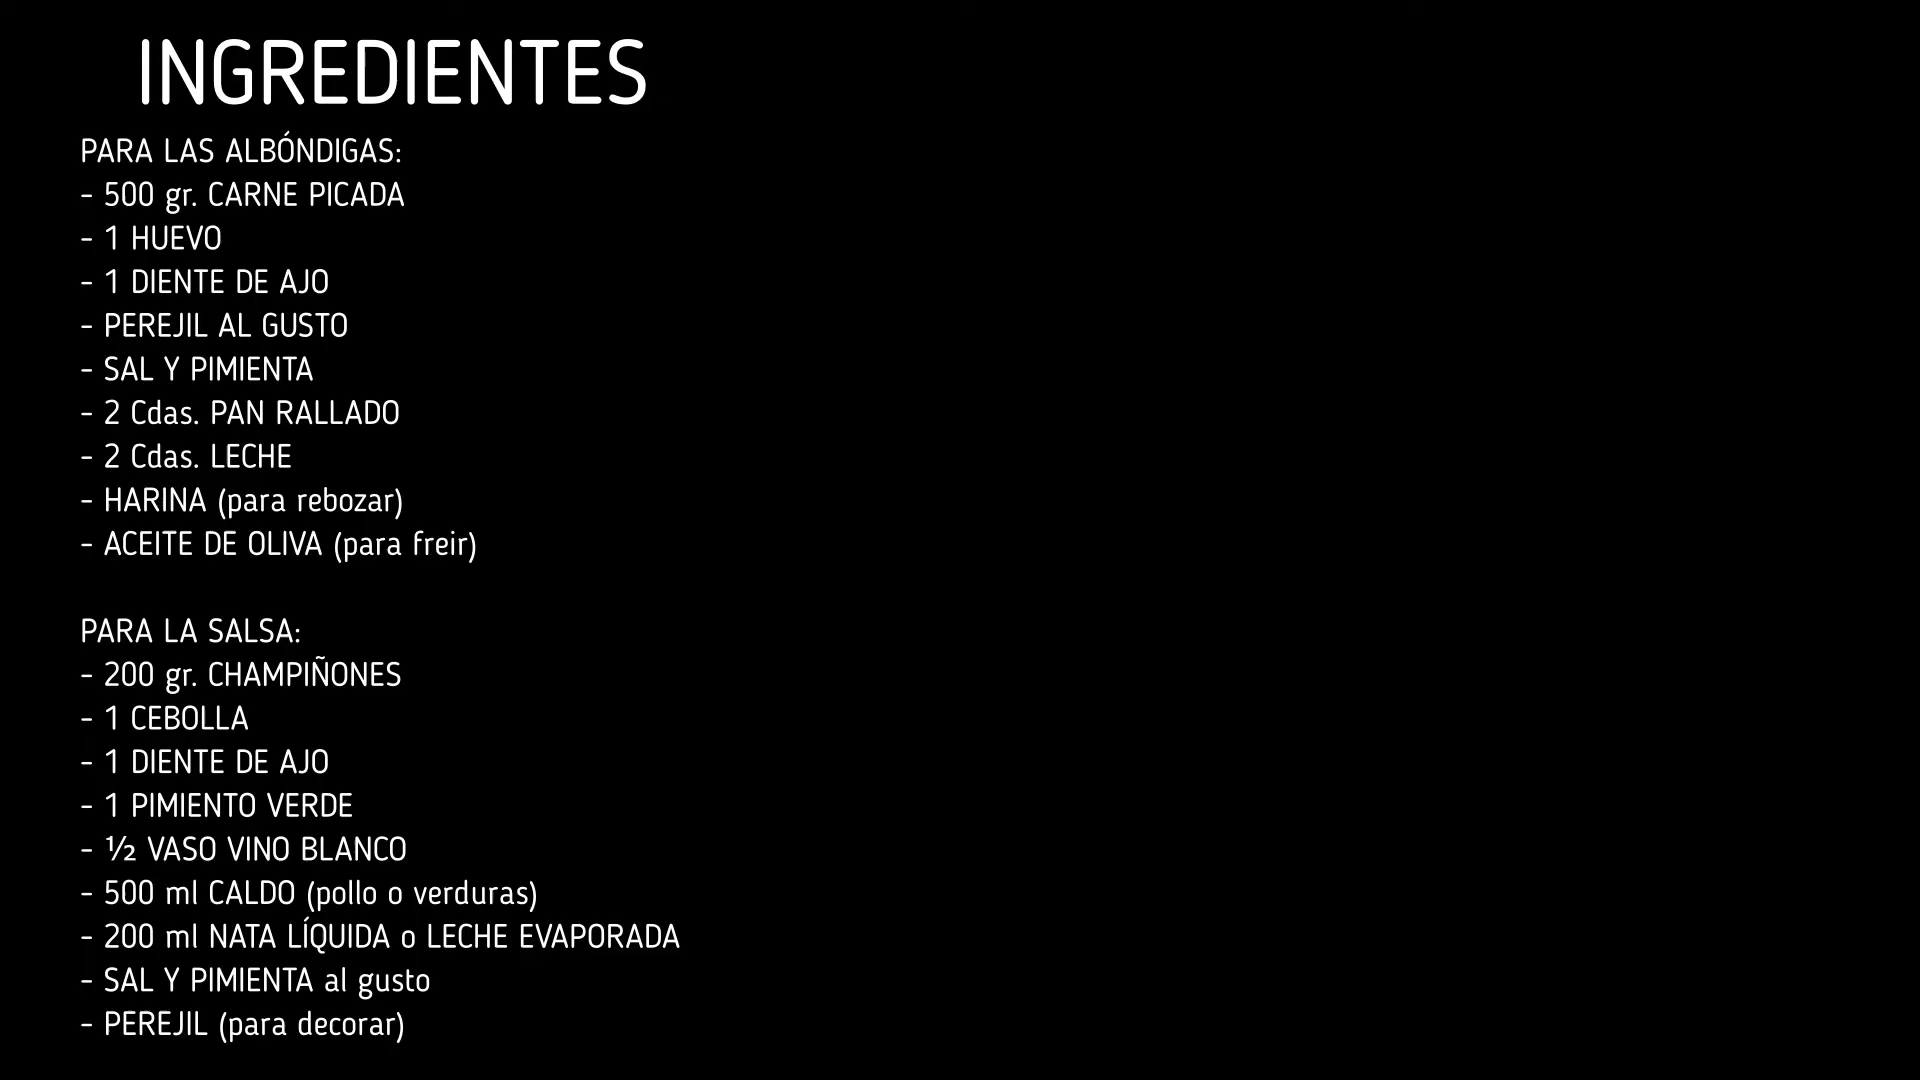 INGREDIENTES
PARA LAS ALBÓNDIGAS:
- 500 gr. CARNE PICADA
- 1 HUEVO
- 1 DIENTE DE AJO
- PEREJIL AL GUSTO
- SAL Y PIMIENTA
- 2 Cdas. PAN RALLADO
- 2 Cdas. LECHE
- HARINA (para rebozar)
- ACEITE DE OLIVA (para freir)
PARA LA SALSA:
- 200 gr. CHAMPIÑONES
- 1 CEBOLLA
- 1 DIENTE DE AJO
- 1 PIMIENTO VERDE
- ½ VASO VINO BLANCO
- 500 ml CALDO (pollo o verduras)
- 200 ml NATA LÍQUIDA o LECHE EVAPORADA
- SAL Y PIMIENTA al gusto
- PEREJIL (para decorar)